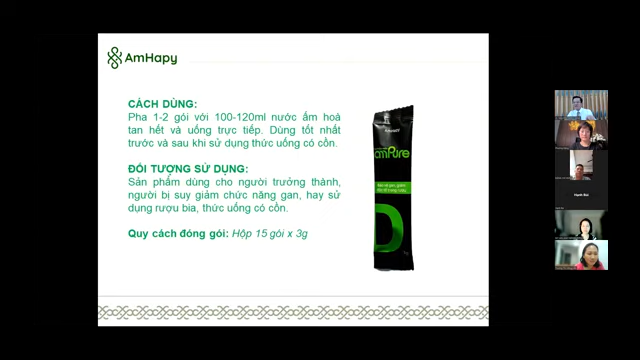 AmHapy
CÁCH DÙNG:
Pha 1-2 gói với 100-120ml nước ấm hoà
tan hết và uống trực tiếp. Dùng tốt nhất
trước và sau khi sử dụng thức uống có cồn.
ĐỐI TƯỢNG SỬ DỤNG:
Sản phẩm dùng cho người trưởng thành,
người bị suy giảm chức năng gan, hay sử
dụng rượu bia, thức uống có cồn.
Quy cách đóng gói: Hộp 15 gói x 3g
amPure
D
Hạnh Bùi